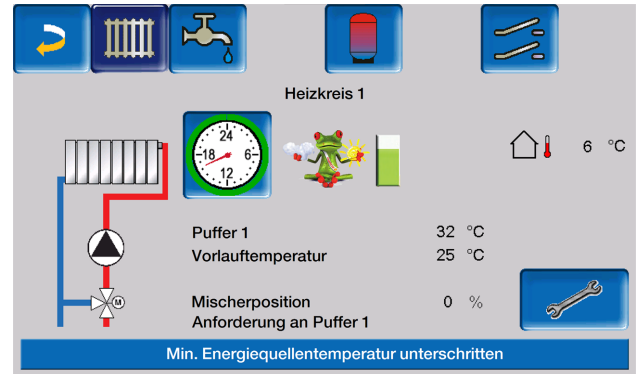 Heizkreis 1
24
18 6
12
6 °C
Puffer 1 32 °C
Vorlauftemperatur 25 °C
Mischerposition 0 %
Anforderung an Puffer 1
M
Min. Energiequellentemperatur unterschritten